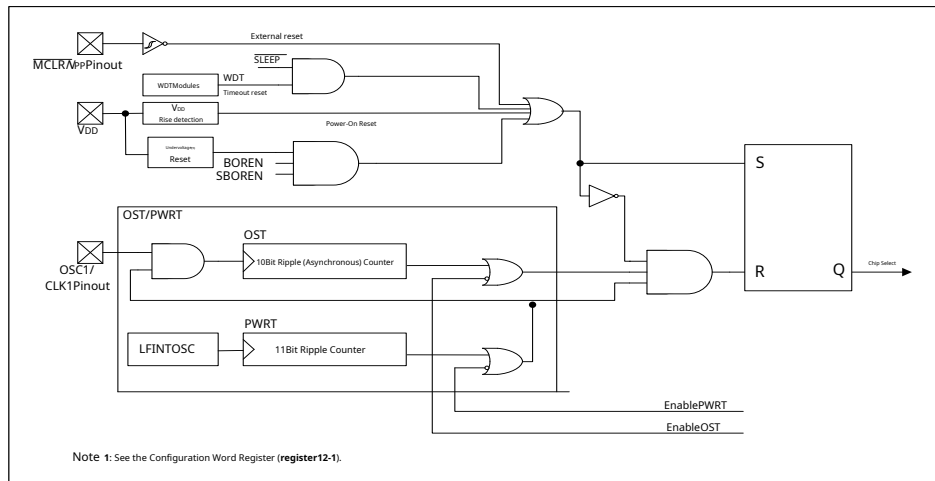 External reset
SLEEP
MCLR/VPPPinout
WDT
WDTModules
Timeout reset
VDD
Rise detection
VDD
Power-On Reset
Undervoltage
Reset
BOREN
SBOREN
S
OST/PWRT
OST
OSC1/
CLK1Pinout
10Bit Ripple (Asynchronous) Counter
R
Q
Chip Select
PWRT
LFINTOSC
11Bit Ripple Counter
EnablePWRT
EnableOST
Note 1: See the Configuration Word Register (register12-1).